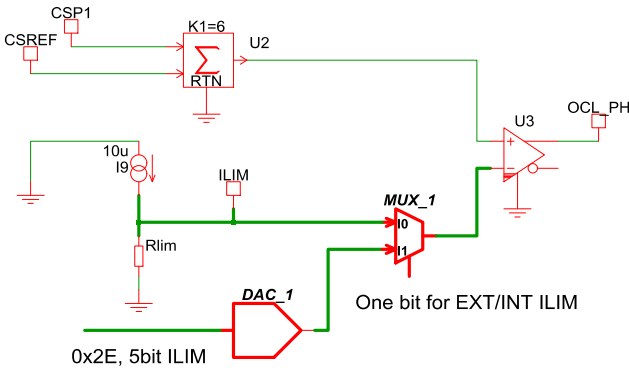 CSP1
K1=6
CSREF
U2
Σ
RTN
OCL_PH
U3
+
−
10u
I9
ILIM
MUX_1
I0
I1
Rlim
DAC_1
One bit for EXT/INT ILIM
0x2E, 5bit ILIM